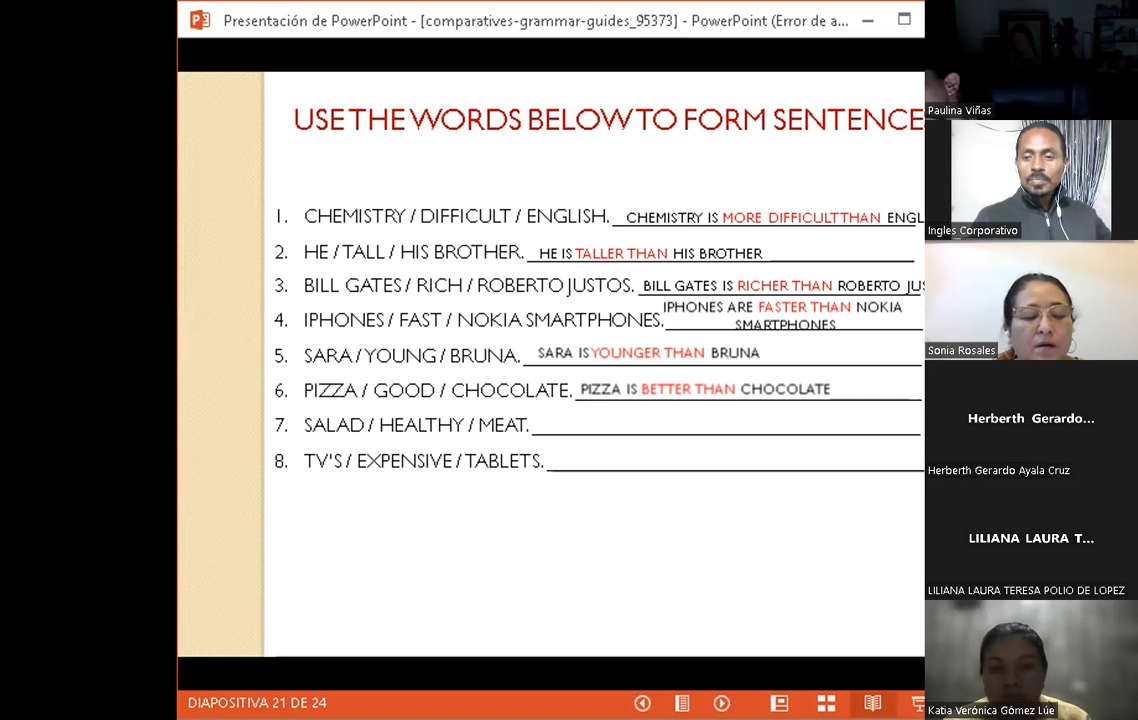 Presentación de PowerPoint - [comparatives-grammar-guides_95373] - PowerPoint (Error de a...
USE THE WORDS BELOW TO FORM SENTENCE
1. CHEMISTRY / DIFFICULT / ENGLISH. CHEMISTRY IS MORE DIFFICULT THAN ENGL
2. HE / TALL / HIS BROTHER. HE IS TALLER THAN HIS BROTHER
3. BILL GATES / RICH / ROBERTO JUSTOS. BILL GATES IS RICHER THAN ROBERTO JUS
4. IPHONES / FAST / NOKIA SMARTPHONES. IPHONES ARE FASTER THAN NOKIA
SMARTPHONES
5. SARA / YOUNG / BRUNA. SARA IS YOUNGER THAN BRUNA
6. PIZZA / GOOD / CHOCOLATE. PIZZA IS BETTER THAN CHOCOLATE
7. SALAD / HEALTHY / MEAT.
8. TV'S / EXPENSIVE / TABLETS.
DIAPOSITIVA 21 DE 24
Paulina Viñas
Ingles Corporativo
Sonia Rosales
Herberth Gerardo...
Herberth Gerardo Ayala Cruz
LILIANA LAURA T...
LILIANA LAURA TERESA POLIO DE LOPEZ
Katia Verónica Gómez Lúe